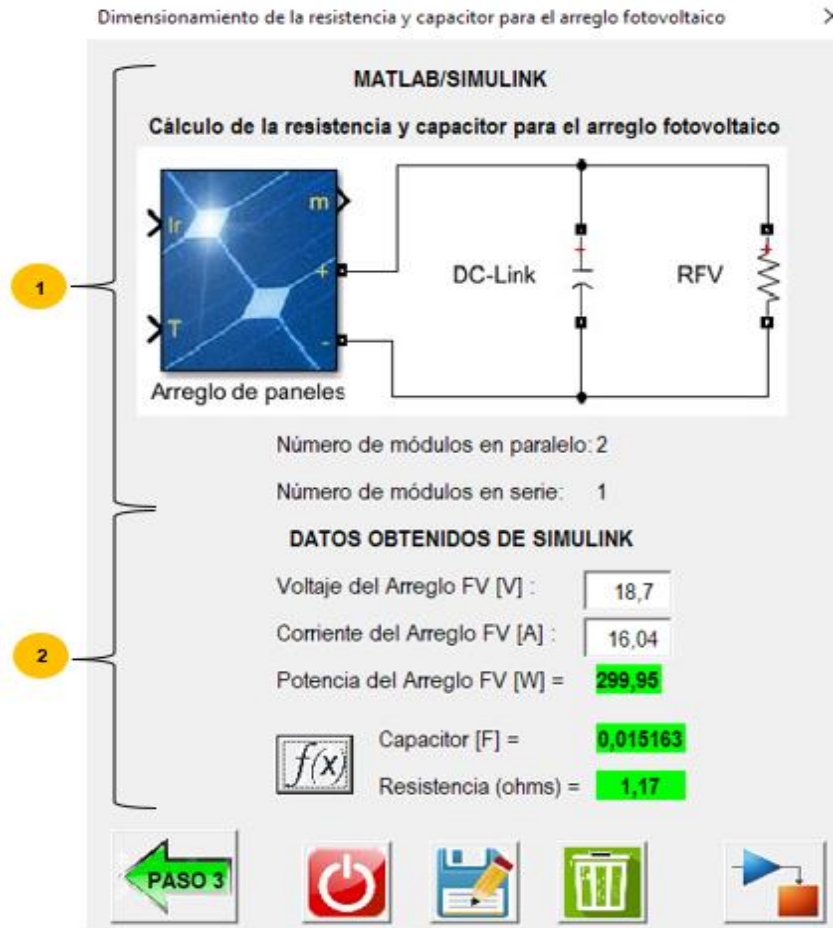 Dimensionamiento de la resistencia y capacitor para el arreglo fotovoltaico
MATLAB/SIMULINK
Cálculo de la resistencia y capacitor para el arreglo fotovoltaico
Ir
m
T
+
-
DC-Link
RFV
Arreglo de paneles
1
Número de módulos en paralelo: 2
Número de módulos en serie: 1
DATOS OBTENIDOS DE SIMULINK
Voltaje del Arreglo FV [V] : 18,7
Corriente del Arreglo FV [A] : 16,04
2
Potencia del Arreglo FV [W] = 299,95
f(x)
Capacitor [F] = 0,015163
Resistencia (ohms) = 1,17
PASO 3